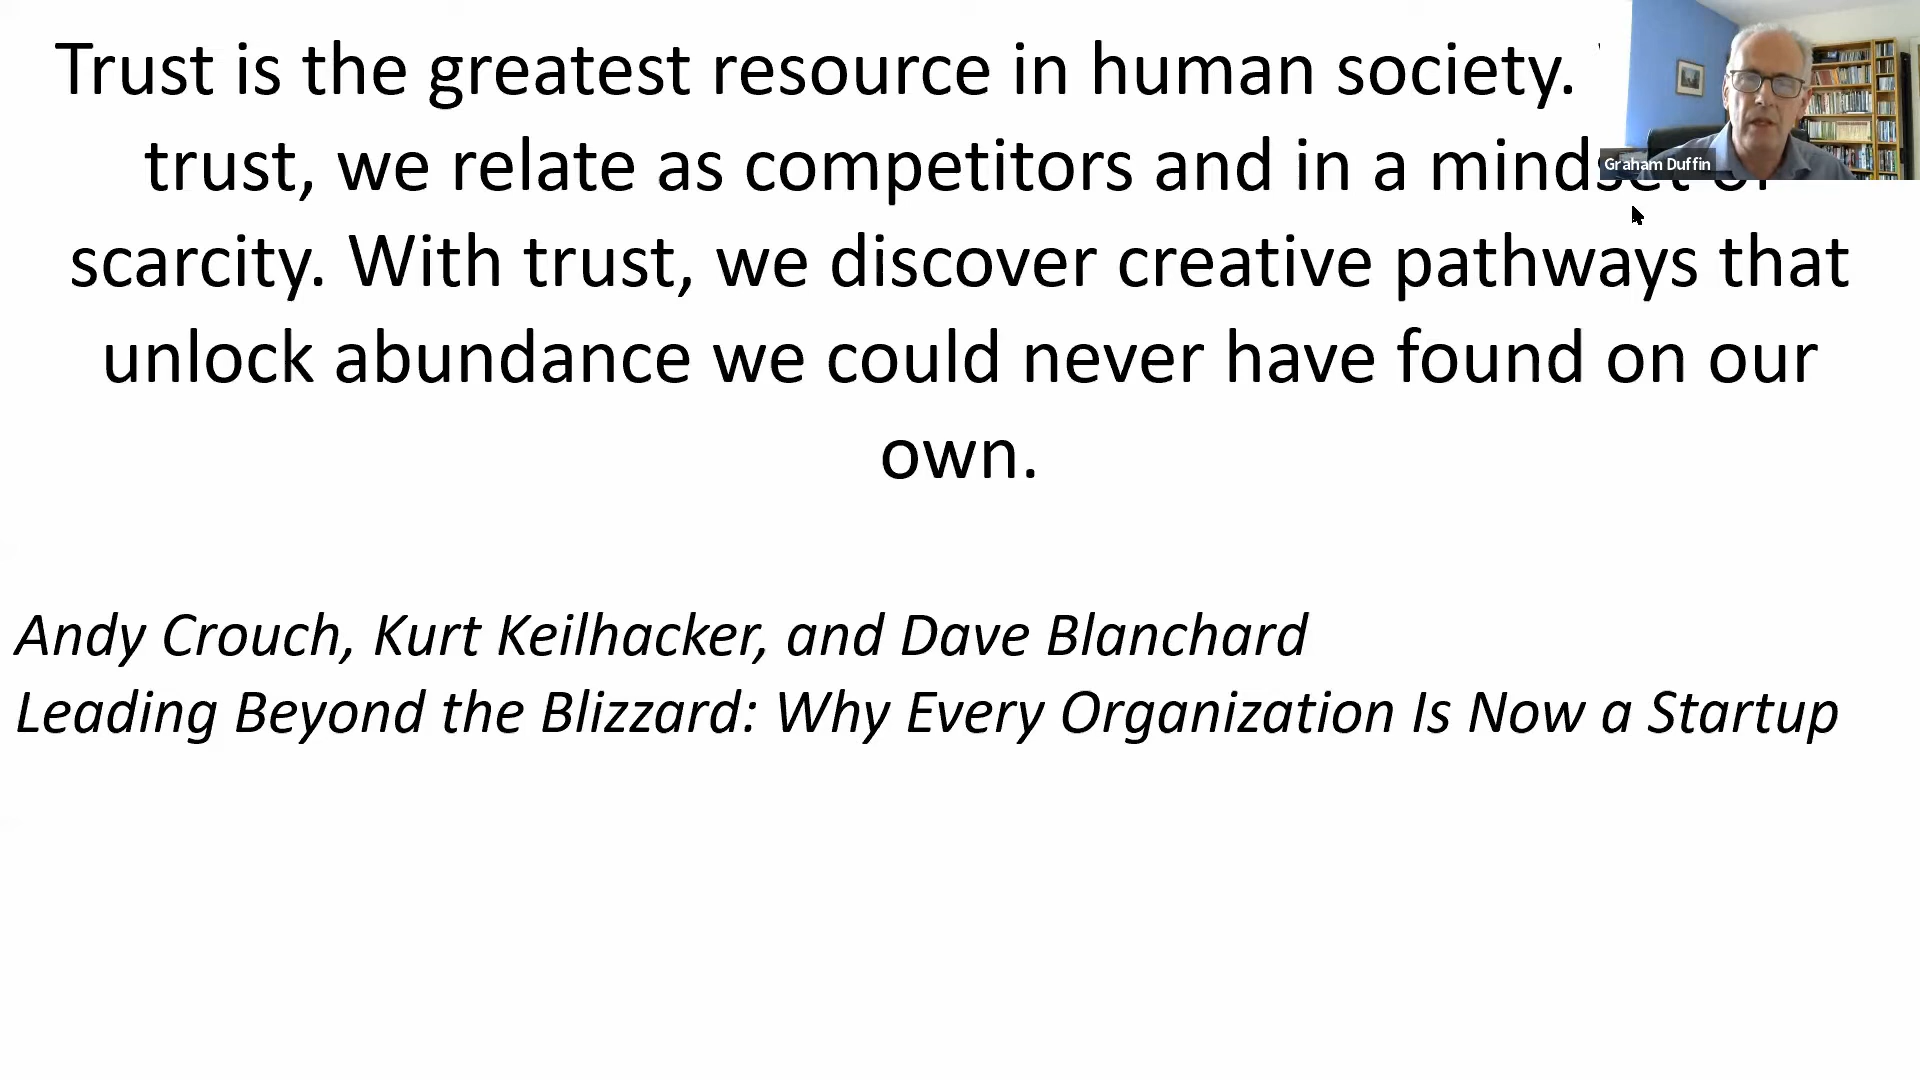 Trust is the greatest resource in human society.
trust, we relate as competitors and in a mindset of
scarcity. With trust, we discover creative pathways that
unlock abundance we could never have found on our
own.
Andy Crouch, Kurt Keilhacker, and Dave Blanchard
Leading Beyond the Blizzard: Why Every Organization Is Now a Startup
Graham Duffin